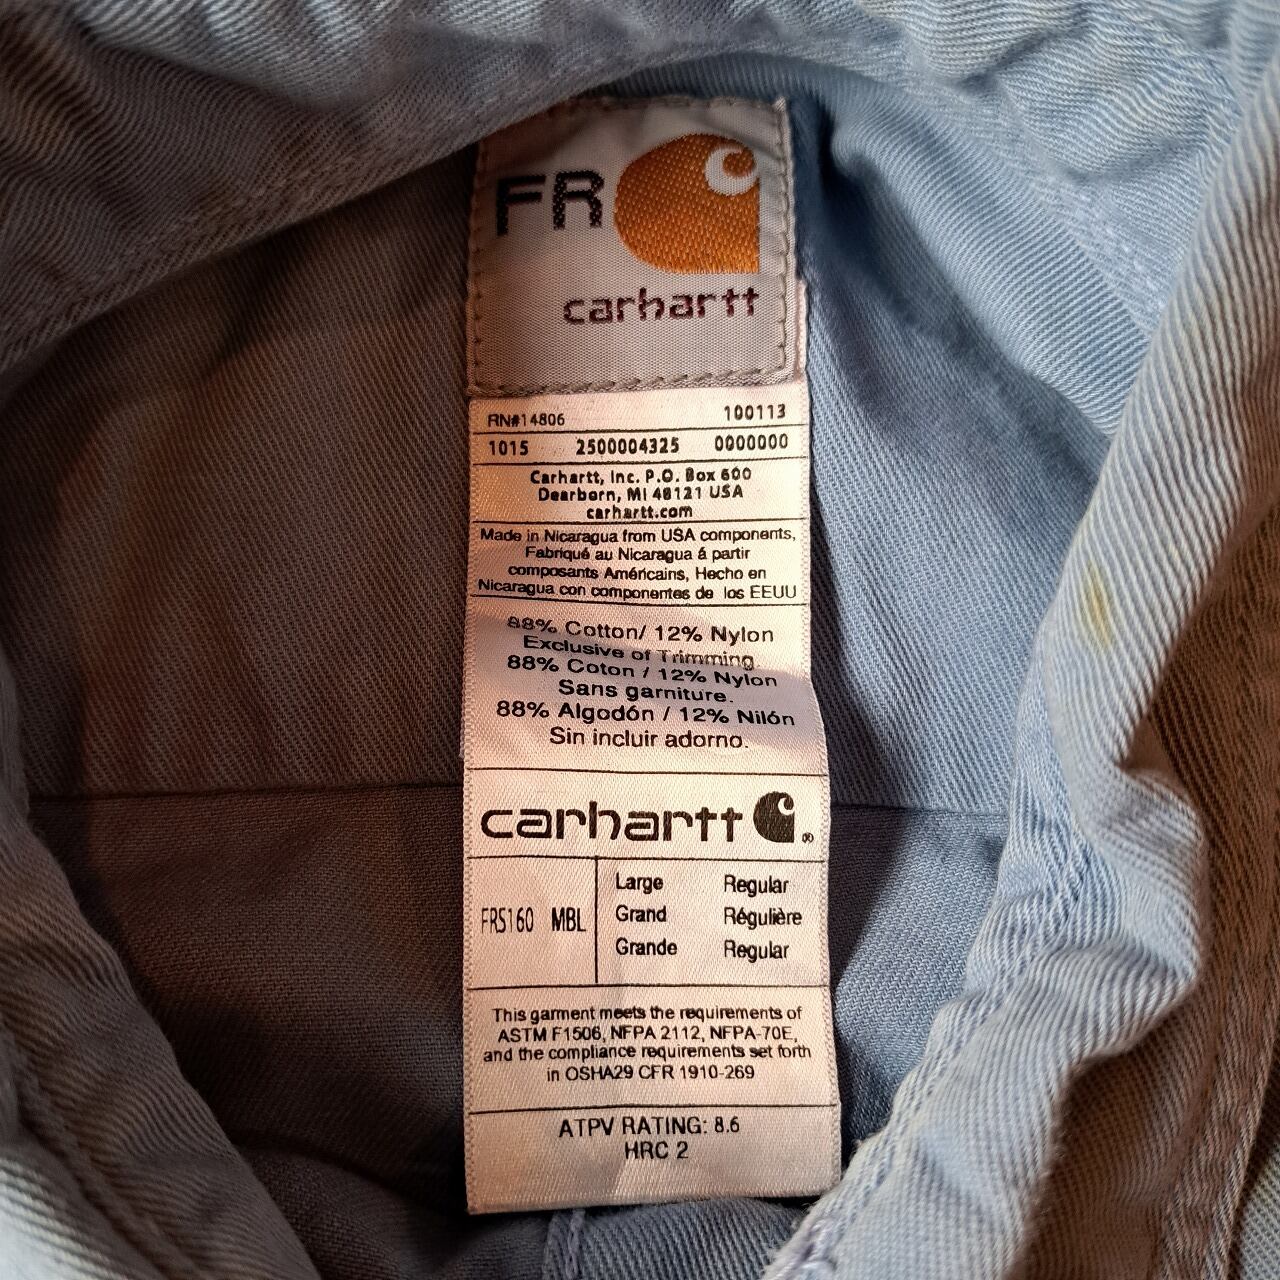 FR
carhartt
RN#14806 100113
1015 2500004325 0000000
Carhartt, Inc. P.O. Box 600
Dearborn, MI 48121 USA
carhartt.com
Made in Nicaragua from USA components,
Fabriqué au Nicaragua á partir
composants Américains, Hecho en
Nicaragua con componentes de los EEUU
88% Cotton/ 12% Nylon
Exclusive of Trimming.
88% Coton / 12% Nylon
Sans garniture.
88% Algodón / 12% Nilón
Sin incluir adorno.
carhartt ®
FRS160 MBL
Large Regular
Grand Régulière
Grande Regular
This garment meets the requirements of
ASTM F1506, NFPA 2112, NFPA-70E,
and the compliance requirements set forth
in OSHA29 CFR 1910-269
ATPV RATING: 8.6
HRC 2